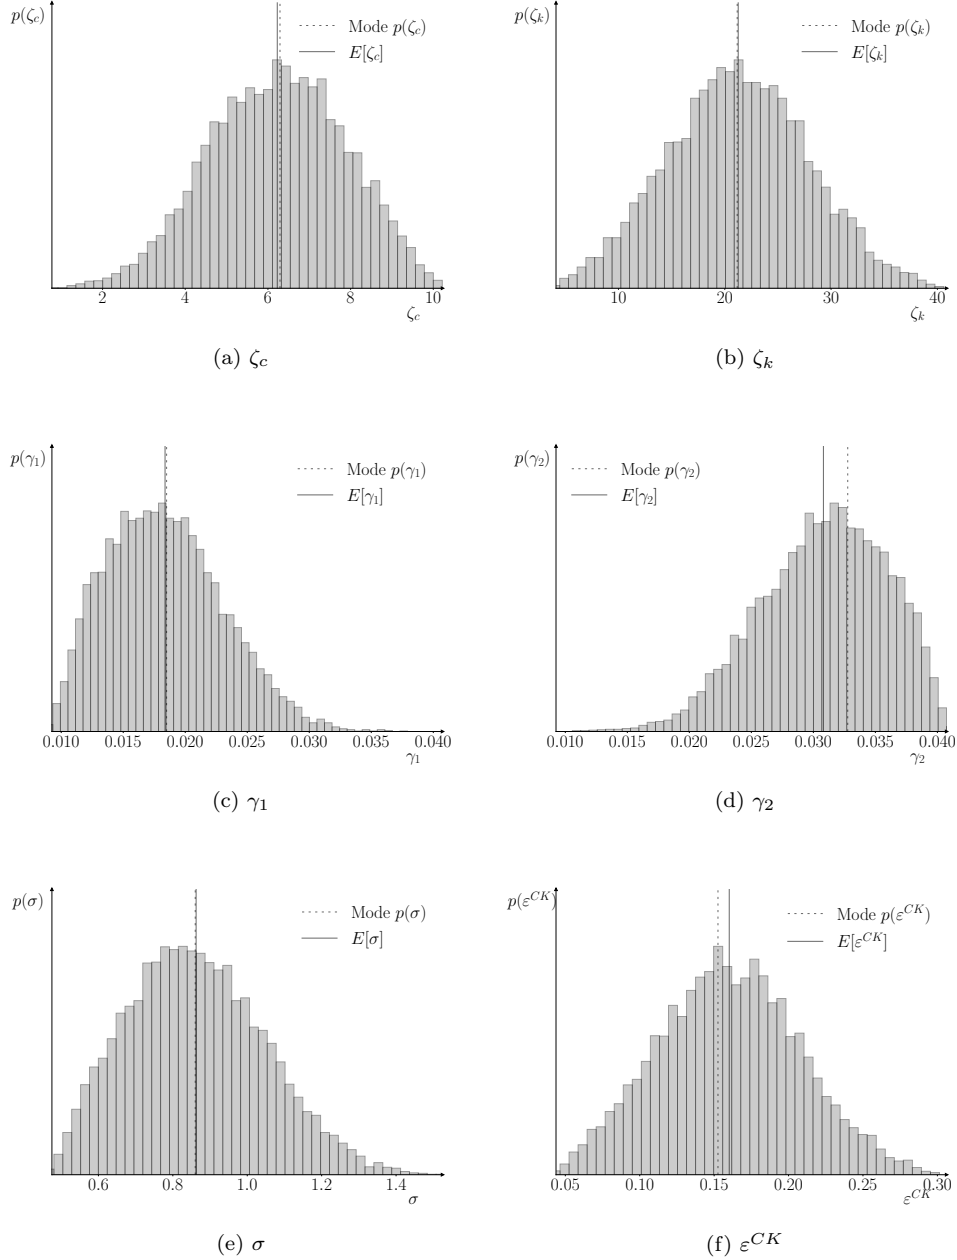 p(ζc)
Mode p(ζc)
E[ζc]
2 4 6 8 10
ζc
(a) ζc
p(ζk)
Mode p(ζk)
E[ζk]
10 20 30 40
ζk
(b) ζk
p(γ1)
Mode p(γ1)
E[γ1]
0.010 0.015 0.020 0.025 0.030 0.035 0.040
γ1
(c) γ1
p(γ2)
Mode p(γ2)
E[γ2]
0.010 0.015 0.020 0.025 0.030 0.035 0.040
γ2
(d) γ2
p(σ)
Mode p(σ)
E[σ]
0.6 0.8 1.0 1.2 1.4
σ
(e) σ
p(ε^CK)
Mode p(ε^CK)
E[ε^CK]
0.05 0.10 0.15 0.20 0.25 0.30
ε^CK
(f) ε^CK